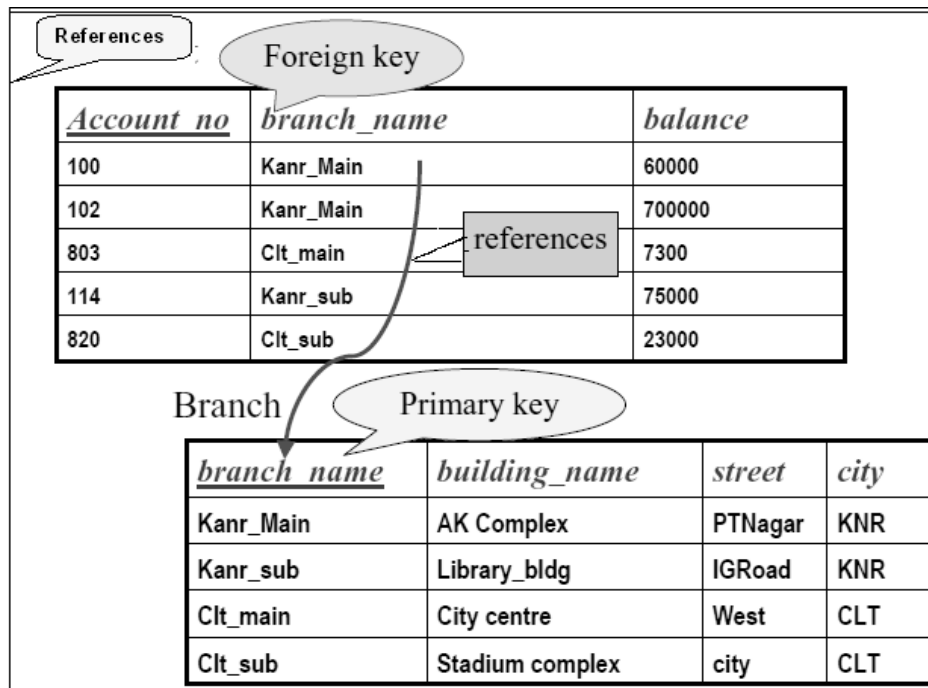 References
Foreign key
Account_no branch_name balance
100 Kanr_Main 60000
102 Kanr_Main 700000
references
803 Clt_main 7300
114 Kanr_sub 75000
820 Clt_sub 23000
Branch
Primary key
branch_name building_name street city
Kanr_Main AK Complex PTNagar KNR
Kanr_sub Library_bldg IGRoad KNR
Clt_main City centre West CLT
Clt_sub Stadium complex city CLT